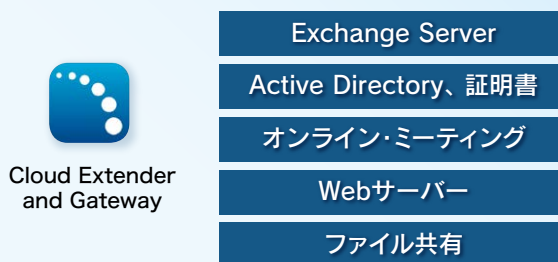 Exchange Server
Active Directory、証明書
オンライン・ミーティング
Webサーバー
ファイル共有
Cloud Extender
and Gateway